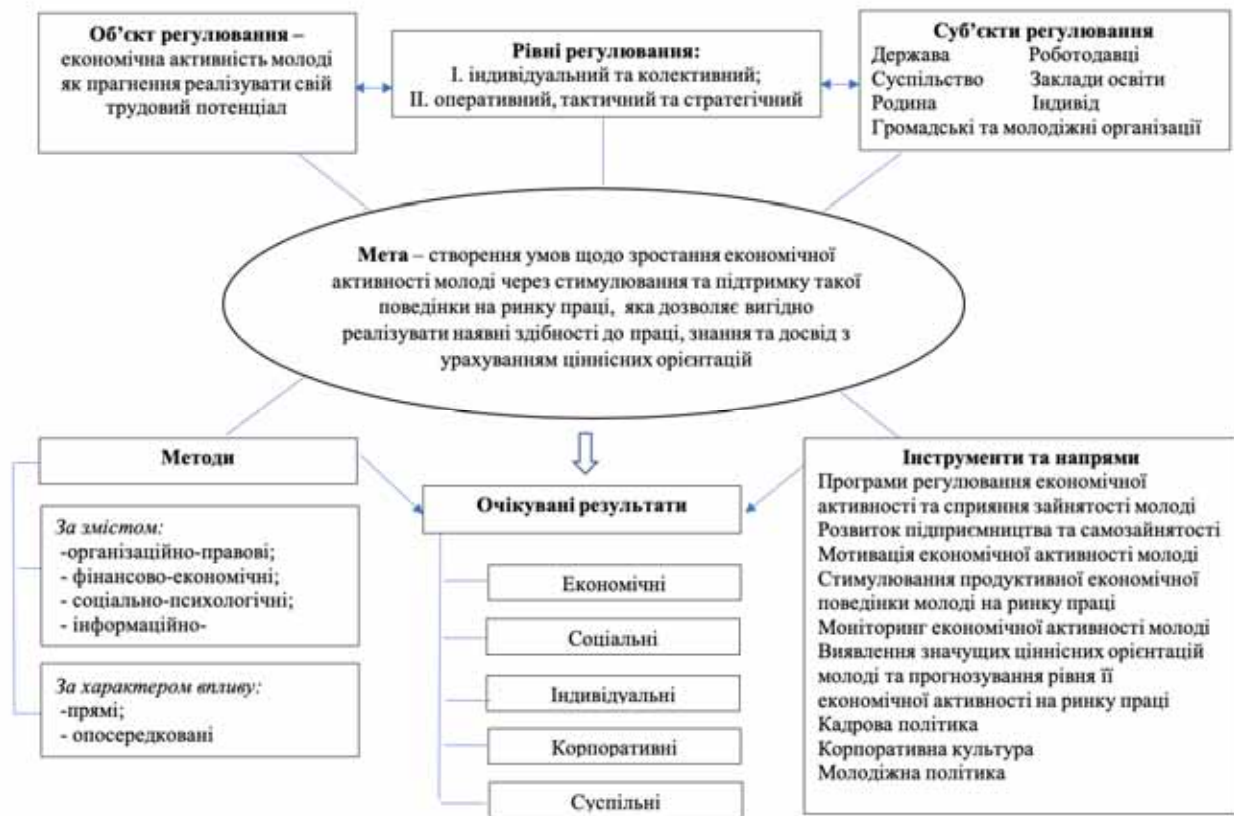 Об’єкт регулювання –
економічна активність молоді
як прагнення реалізувати свій
трудовий потенціал
Рівні регулювання:
І. індивідуальний та колективний;
ІІ. оперативний, тактичний та стратегічний
Суб’єкти регулювання
Держава Роботодавці
Суспільство Заклади освіти
Родина Індивід
Громадські та молодіжні організації
Мета – створення умов щодо зростання економічної
активності молоді через стимулювання та підтримку такої
поведінки на ринку праці, яка дозволяє вигідно
реалізувати наявні здібності до праці, знання та досвід з
урахуванням ціннісних орієнтацій
Методи
За змістом:
-організаційно-правові;
- фінансово-економічні;
- соціально-психологічні;
- інформаційно-
За характером впливу:
-прямі;
- опосередковані
Очікувані результати
Економічні
Соціальні
Індивідуальні
Корпоративні
Суспільні
Інструменти та напрями
Програми регулювання економічної
активності та сприяння зайнятості молоді
Розвиток підприємництва та самозайнятості
Мотивація економічної активності молоді
Стимулювання продуктивної економічної
поведінки молоді на ринку праці
Моніторинг економічної активності молоді
Виявлення значущих ціннісних орієнтацій
молоді та прогнозування рівня її
економічної активності на ринку праці
Кадрова політика
Корпоративна культура
Молодіжна політика